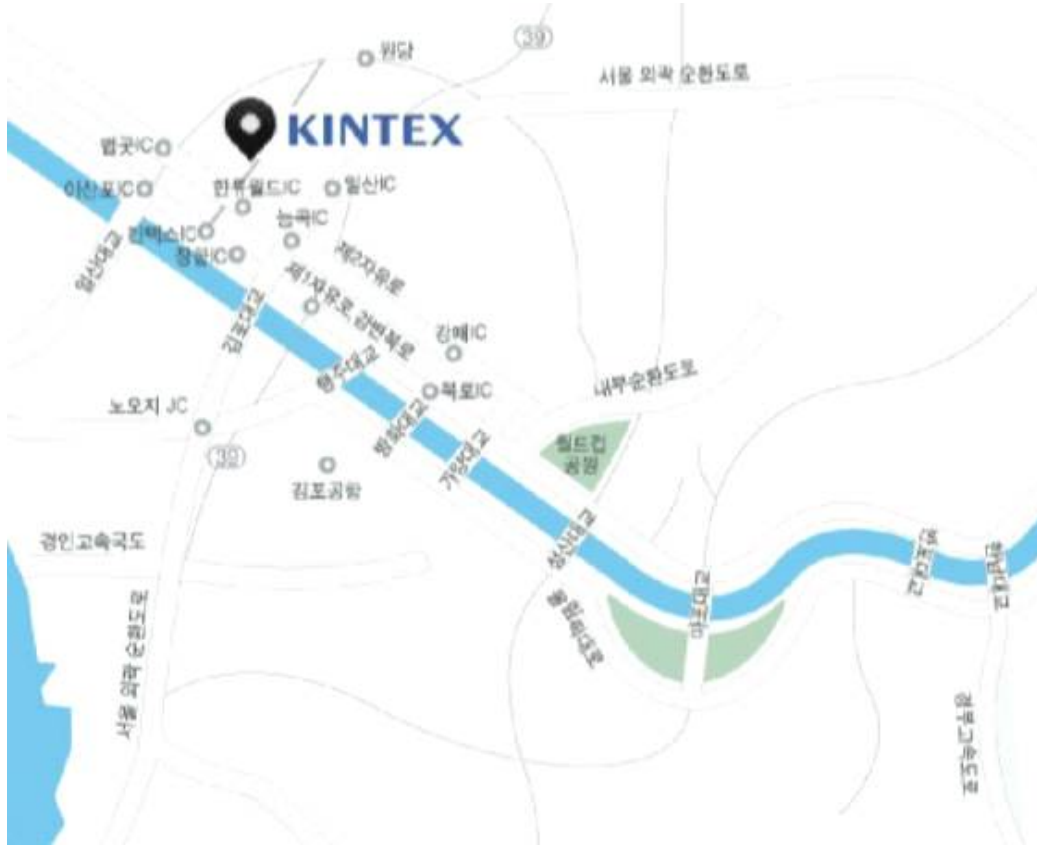 원당
39
서울 외곽 순환도로
KINTEX
법곳IC
이산포IC
한류월드IC
일산IC
킨텍스IC
능곡IC
장항IC
일산대교
제2자유로
제1자유로, 강변북로
김포대교
강매IC
행주대교
북로IC
내부순환도로
노오지 JC
방화대교
39
월드컵
공원
가양대교
김포공항
성산대교
경인고속국도
반포대교
한남대교
마포대교
올림픽대로
서울 외곽 순환도로
경부고속도로